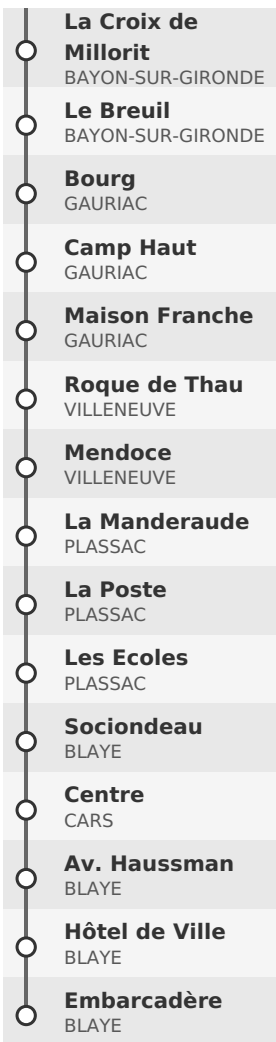 La Croix de
Millorit
BAYON-SUR-GIRONDE
Le Breuil
BAYON-SUR-GIRONDE
Bourg
GAURIAC
Camp Haut
GAURIAC
Maison Franche
GAURIAC
Roque de Thau
VILLENEUVE
Mendoce
VILLENEUVE
La Manderaude
PLASSAC
La Poste
PLASSAC
Les Ecoles
PLASSAC
Sociondeau
BLAYE
Centre
CARS
Av. Haussman
BLAYE
Hôtel de Ville
BLAYE
Embarcadère
BLAYE